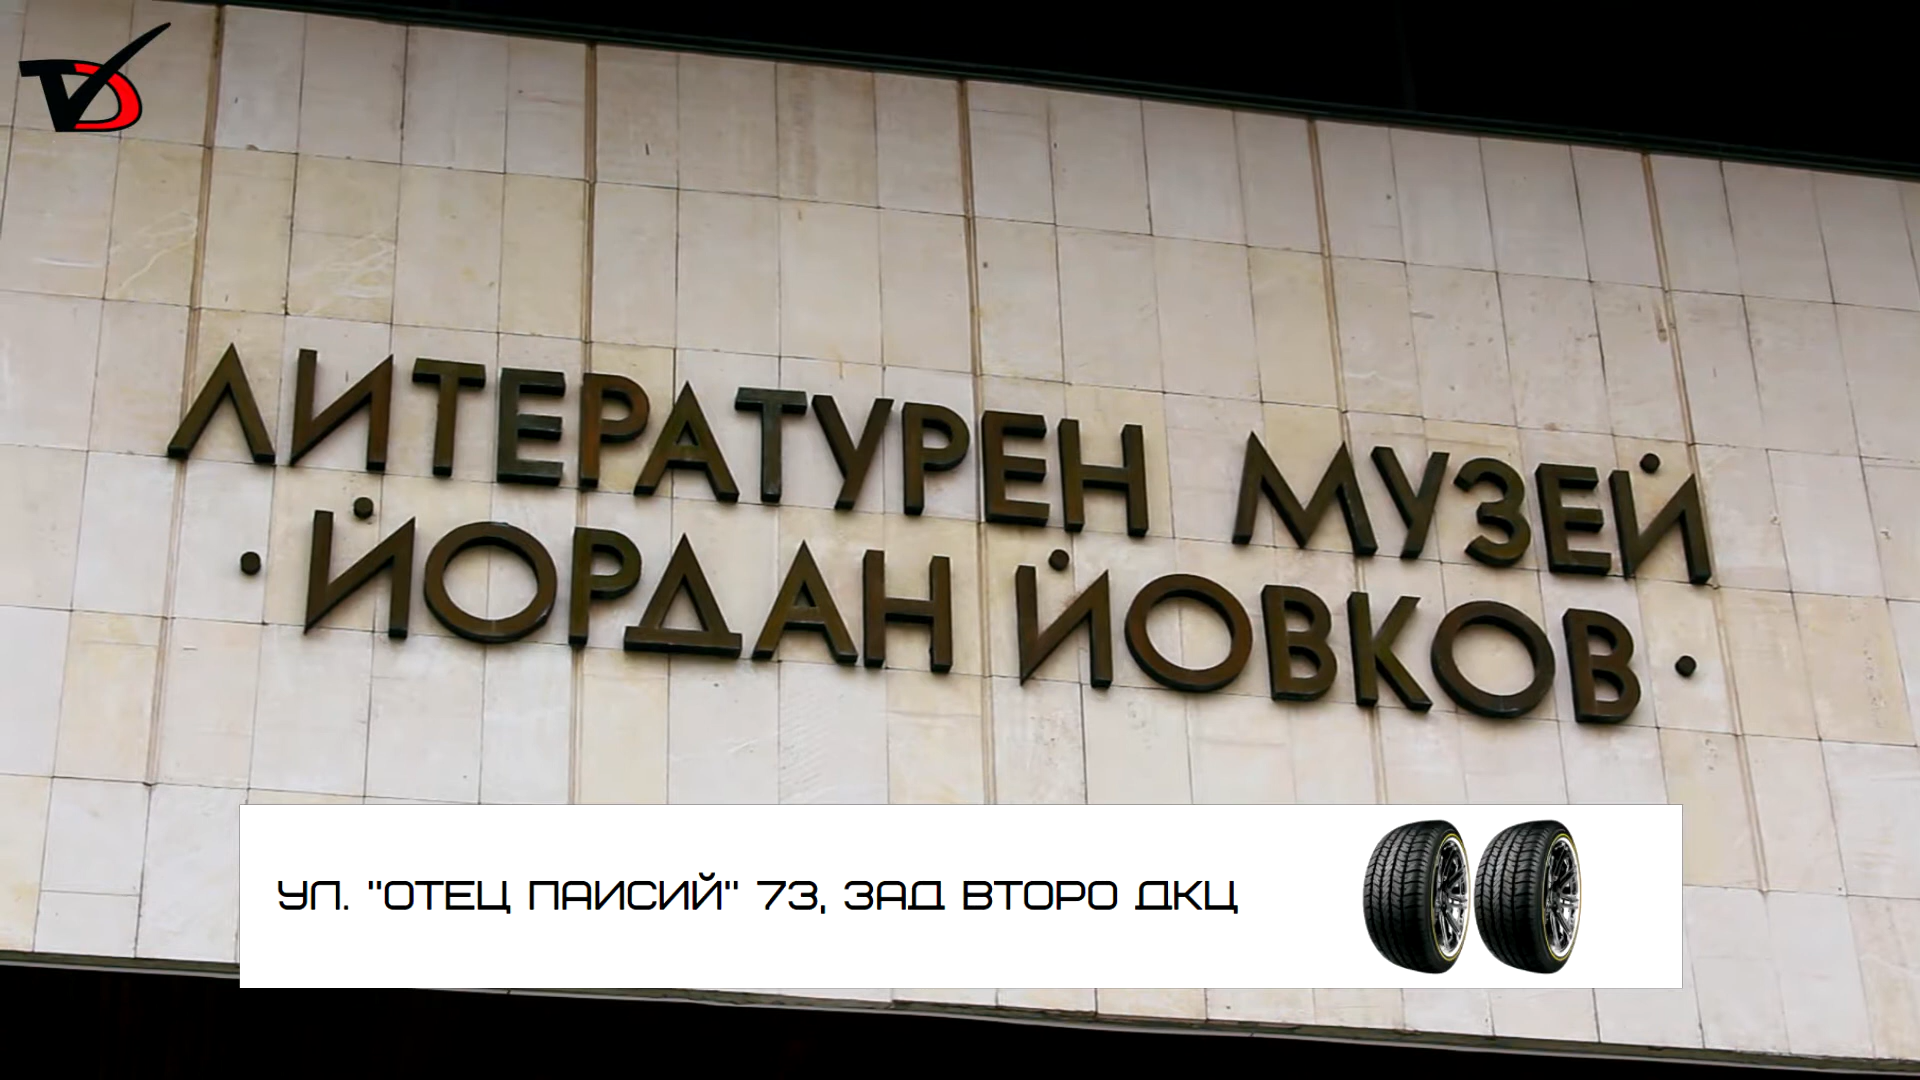 ЛИТЕРАТУРЕН МУЗЕЙ
• ЙОРДАН ЙОВКОВ •
УЛ. "ОТЕЦ ПАИСИЙ" 73, ЗАД ВТОРО ДКЦ